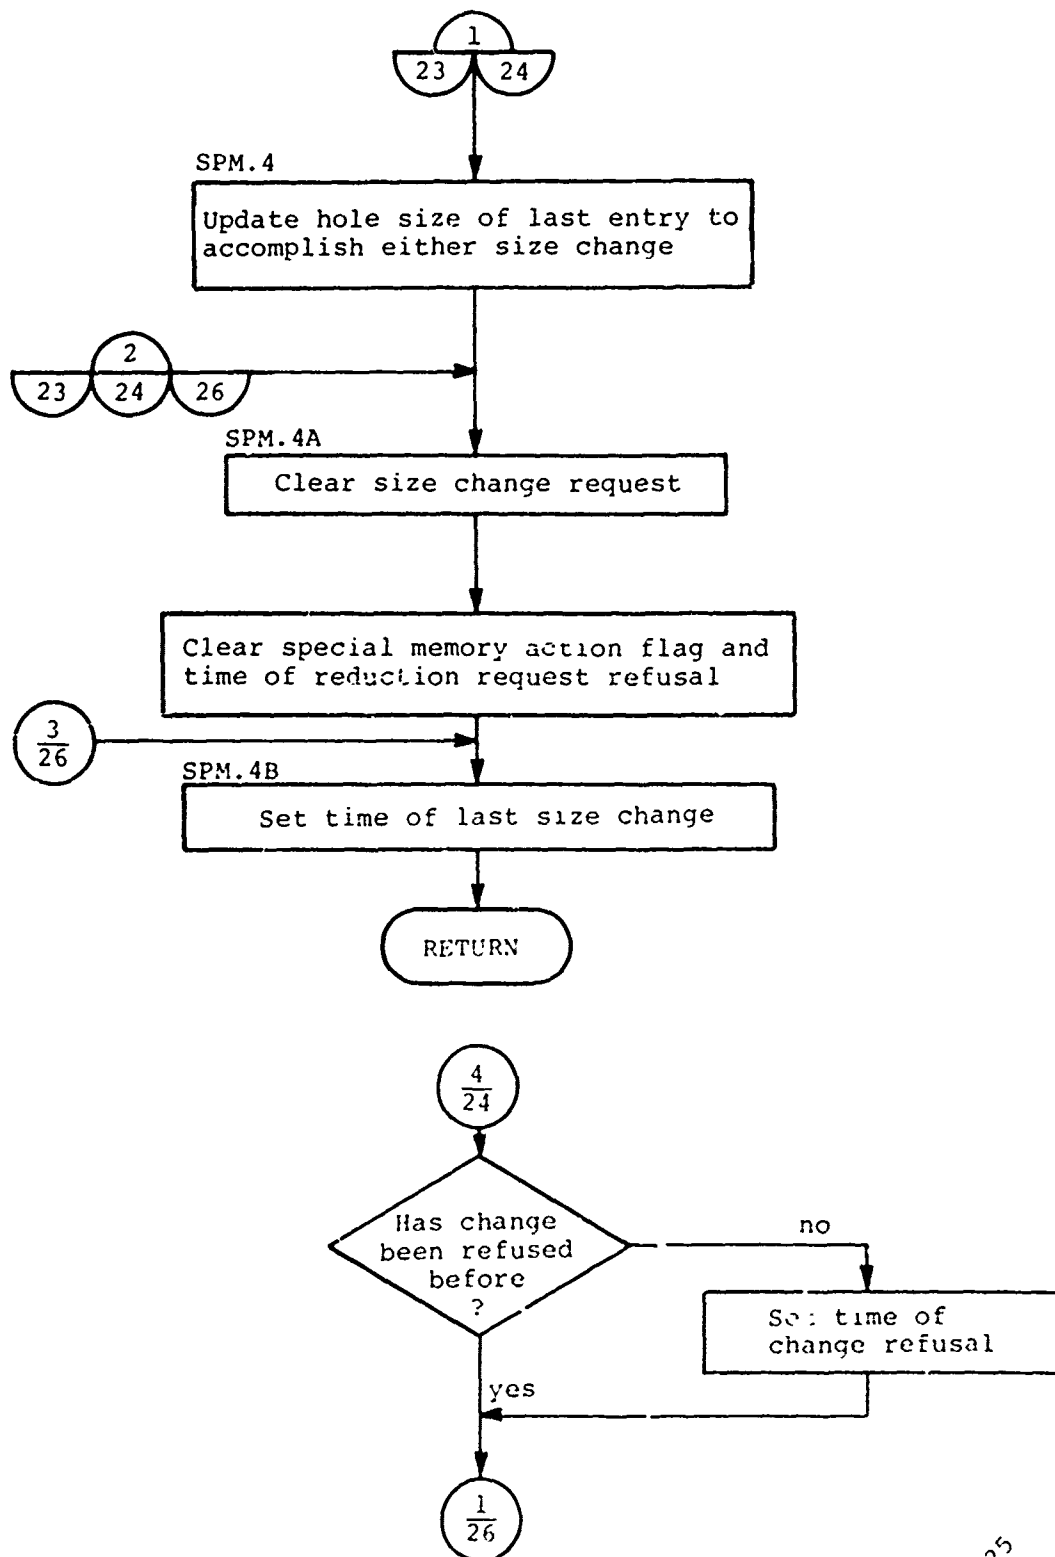 1
23 24
SPM.4
Update hole size of last entry to
accomplish either size change
2
23 24 26
SPM.4A
Clear size change request
Clear special memory action flag and
time of reduction request refusal
3
26
SPM.4B
Set time of last size change
RETURN
4
24
Has change
been refused
before
?
no
Set time of
change refusal
yes
1
26
25